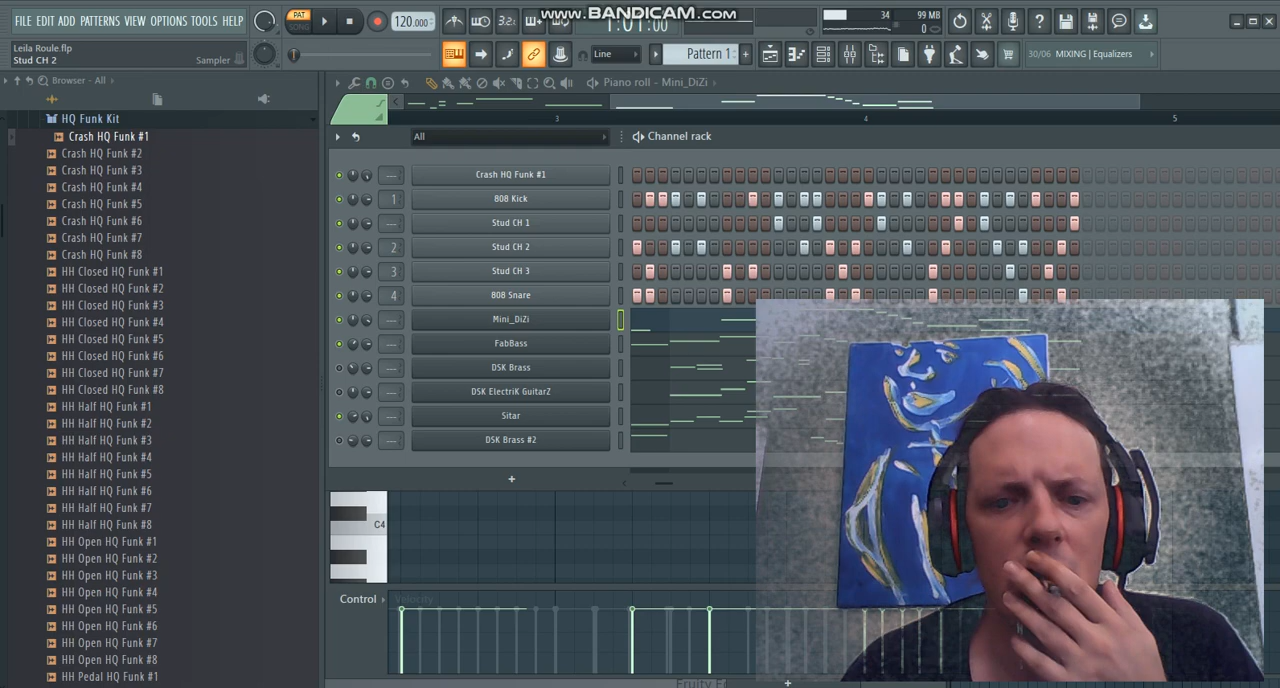 FILE EDIT ADD PATTERNS VIEW OPTIONS TOOLS HELP
PAT
SONG
120.000
3.2.
www.BANDICAM.com
1:01:00
34
99 MB
0
Leila Roule.flp
Stud CH 2
Sampler
Line
Pattern 1
+
30/06 MIXING | Equalizers
Browser - All
Piano roll - Mini_DiZi
3
4
5
All
Channel rack
HQ Funk Kit
Crash HQ Funk #1
Crash HQ Funk #2
Crash HQ Funk #3
Crash HQ Funk #4
Crash HQ Funk #5
Crash HQ Funk #6
Crash HQ Funk #7
Crash HQ Funk #8
HH Closed HQ Funk #1
HH Closed HQ Funk #2
HH Closed HQ Funk #3
HH Closed HQ Funk #4
HH Closed HQ Funk #5
HH Closed HQ Funk #6
HH Closed HQ Funk #7
HH Closed HQ Funk #8
HH Half HQ Funk #1
HH Half HQ Funk #2
HH Half HQ Funk #3
HH Half HQ Funk #4
HH Half HQ Funk #5
HH Half HQ Funk #6
HH Half HQ Funk #7
HH Half HQ Funk #8
HH Open HQ Funk #1
HH Open HQ Funk #2
HH Open HQ Funk #3
HH Open HQ Funk #4
HH Open HQ Funk #5
HH Open HQ Funk #6
HH Open HQ Funk #7
HH Open HQ Funk #8
HH Pedal HQ Funk #1
--- Crash HQ Funk #1
1 808 Kick
--- Stud CH 1
2 Stud CH 2
3 Stud CH 3
4 808 Snare
--- Mini_DiZi
--- FabBass
--- DSK Brass
--- DSK ElectriK GuitarZ
--- Sitar
--- DSK Brass #2
+
C4
Control
Velocity
+